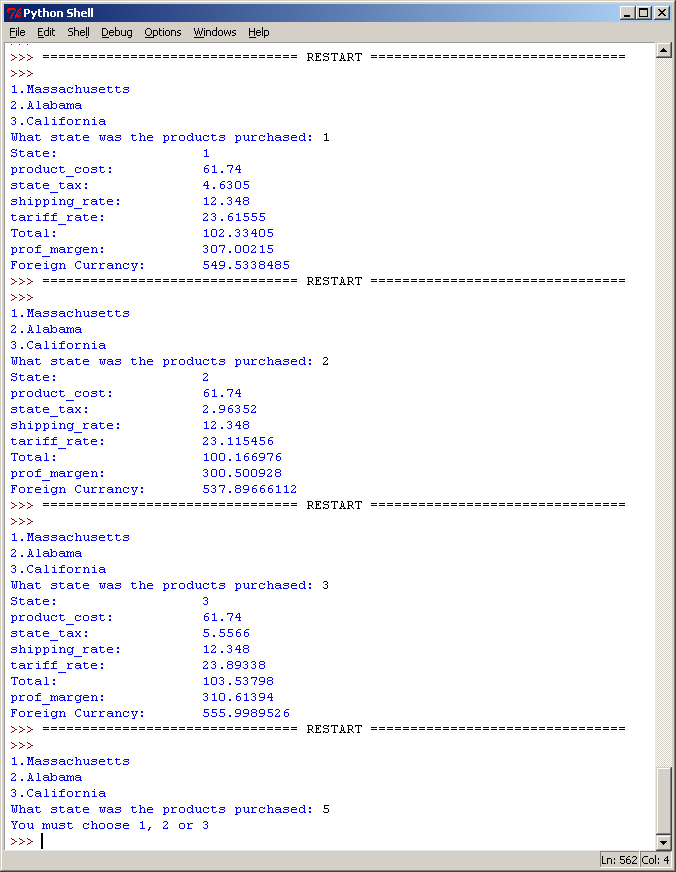 Python Shell
File Edit Shell Debug Options Windows Help
>>> ================================ RESTART ================================
>>>
1.Massachusetts
2.Alabama
3.California
What state was the products purchased: 1
State: 1
product_cost: 61.74
state_tax: 4.6305
shipping_rate: 12.348
tariff_rate: 23.61555
Total: 102.33405
prof_margen: 307.00215
Foreign Currancy: 549.5338485
>>> ================================ RESTART ================================
>>>
1.Massachusetts
2.Alabama
3.California
What state was the products purchased: 2
State: 2
product_cost: 61.74
state_tax: 2.96352
shipping_rate: 12.348
tariff_rate: 23.115456
Total: 100.166976
prof_margen: 300.500928
Foreign Currancy: 537.89666112
>>> ================================ RESTART ================================
>>>
1.Massachusetts
2.Alabama
3.California
What state was the products purchased: 3
State: 3
product_cost: 61.74
state_tax: 5.5566
shipping_rate: 12.348
tariff_rate: 23.89338
Total: 103.53798
prof_margen: 310.61394
Foreign Currancy: 555.9989526
>>> ================================ RESTART ================================
>>>
1.Massachusetts
2.Alabama
3.California
What state was the products purchased: 5
You must choose 1, 2 or 3
>>>
Ln: 562 Col: 4